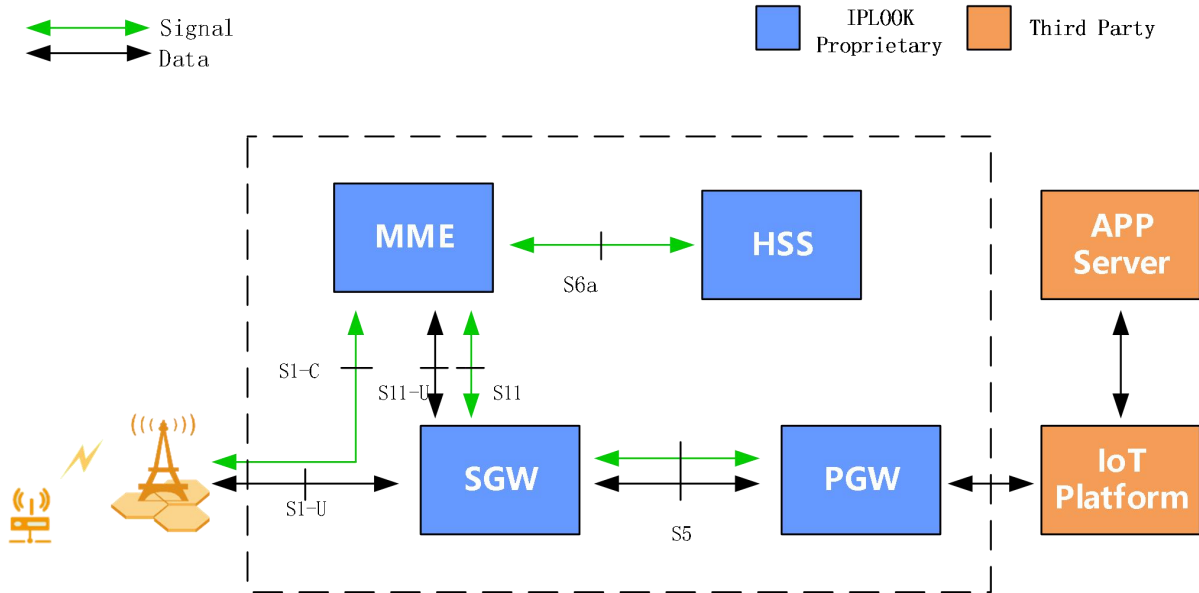 Signal
Data
IPLOOK
Proprietary
Third Party
MME
HSS
APP
Server
S6a
S1-C
S11-U
S11
SGW
PGW
IoT
Platform
S1-U
S5